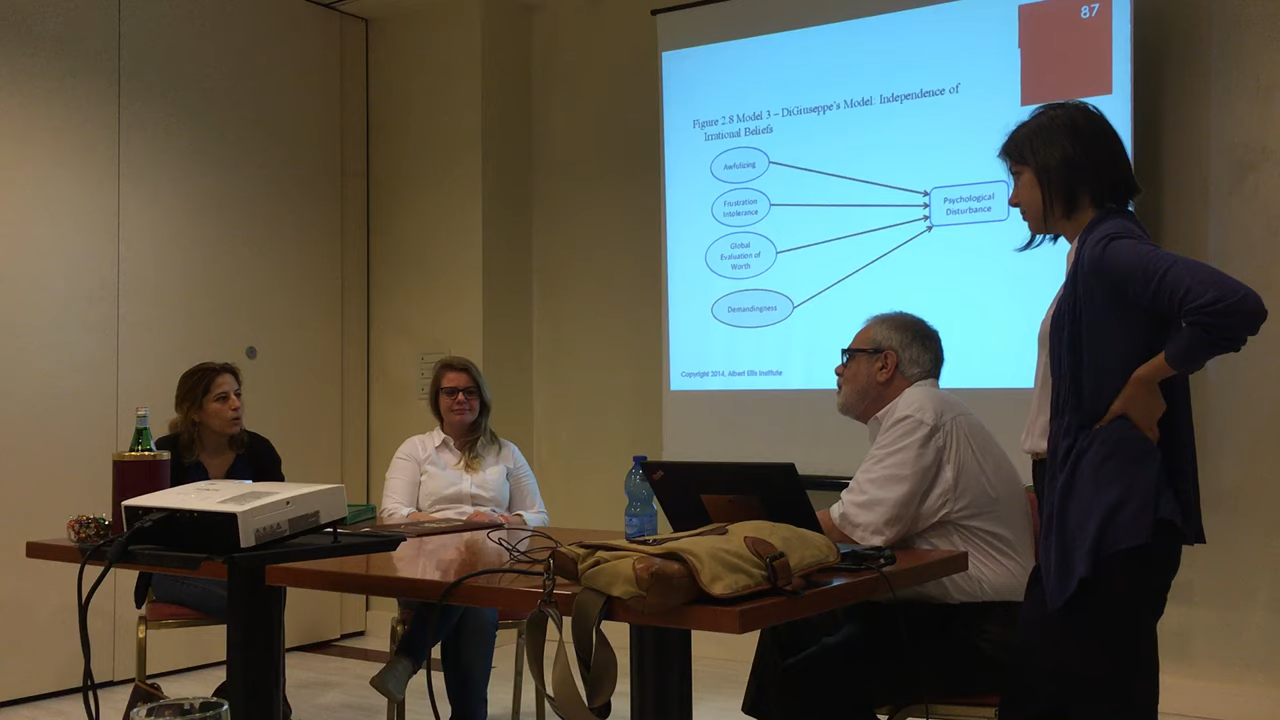 87
Figure 2.8 Model 3 – DiGiuseppe's Model: Independence of
Irrational Beliefs
Awfulizing
Frustration
Intolerance
Global
Evaluation of
Worth
Demandingness
Psychological
Disturbance
Copyright 2014, Albert Ellis Institute